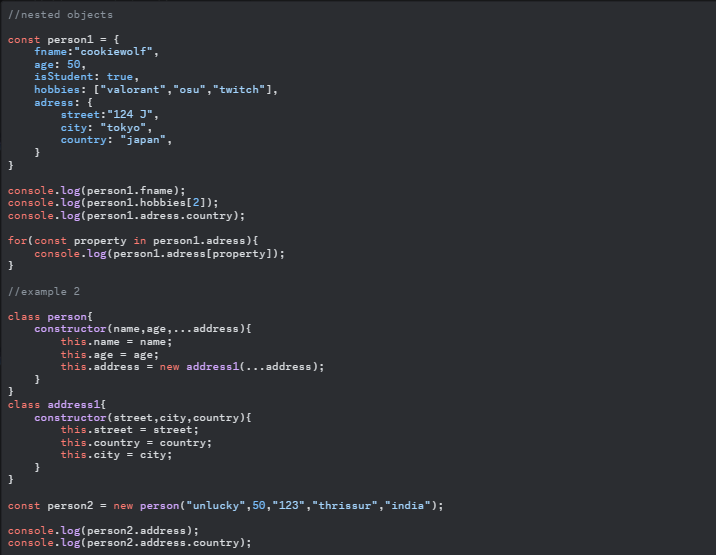 //nested objects
const person1 = {
fname:"cookiewolf",
age: 50,
isStudent: true,
hobbies: ["valorant","osu","twitch"],
adress: {
street:"124 J",
city: "tokyo",
country: "japan",
}
}
console.log(person1.fname);
console.log(person1.hobbies[2]);
console.log(person1.adress.country);
for(const property in person1.adress){
console.log(person1.adress[property]);
}
//example 2
class person{
constructor(name,age,...address){
this.name = name;
this.age = age;
this.address = new address1(...address);
}
}
class address1{
constructor(street,city,country){
this.street = street;
this.country = country;
this.city = city;
}
}
const person2 = new person("unlucky",50,"123","thrissur","india");
console.log(person2.address);
console.log(person2.address.country);